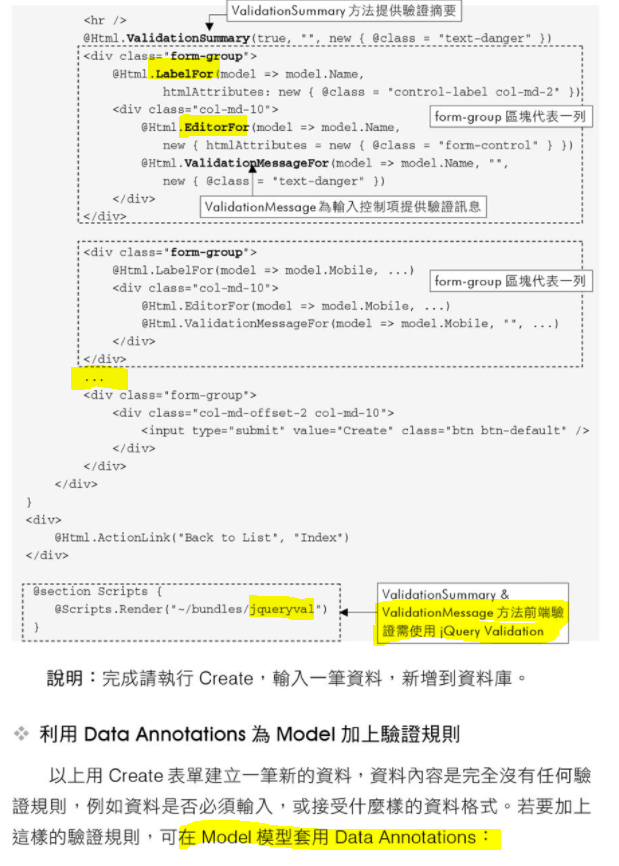 ValidationSummary 方法提供驗證摘要
<hr />
@Html.ValidationSummary(true, "", new { @class = "text-danger" })
<div class="form-group">
@Html.LabelFor(model => model.Name,
htmlAttributes: new { @class = "control-label col-md-2" })
<div class="col-md-10">
@Html.EditorFor(model => model.Name,
form-group 區塊代表一列
new { htmlAttributes = new { @class = "form-control" } })
@Html.ValidationMessageFor(model => model.Name, "",
new { @class = "text-danger" })
</div>
ValidationMessage 為輸入控制項提供驗證訊息
</div>
<div class="form-group">
@Html.LabelFor(model => model.Mobile, ...)
form-group 區塊代表一列
<div class="col-md-10">
@Html.EditorFor(model => model.Mobile, ...)
@Html.ValidationMessageFor(model => model.Mobile, "", ...)
</div>
</div>
...
<div class="form-group">
<div class="col-md-offset-2 col-md-10">
<input type="submit" value="Create" class="btn btn-default" />
</div>
</div>
</div>
}
<div>
@Html.ActionLink("Back to List", "Index")
</div>
@section Scripts {
@Scripts.Render("~/bundles/jqueryval")
}
ValidationSummary &
ValidationMessage 方法前端驗
證需使用 jQuery Validation
說明：完成請執行 Create，輸入一筆資料，新增到資料庫。
❖ 利用 Data Annotations 為 Model 加上驗證規則
以上用 Create 表單建立一筆新的資料，資料內容是完全沒有任何驗
證規則，例如資料是否必須輸入，或接受什麼樣的資料格式。若要加上
這樣的驗證規則，可在 Model 模型套用 Data Annotations：